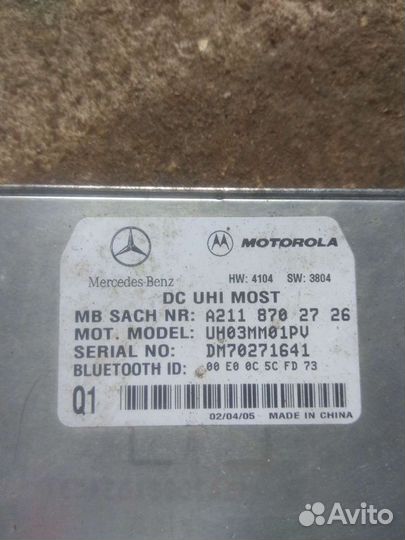 MOTOROLA
Mercedes-Benz
HW: 4104 SW: 3804
DC UHI MOST
MB SACH NR: A211 870 27 26
MOT. MODEL: UH03MM01PV
SERIAL NO: DM70271641
BLUETOOTH ID: 00 E0 0C 5C FD 73
Q1
02/04/05 MADE IN CHINA
Avito